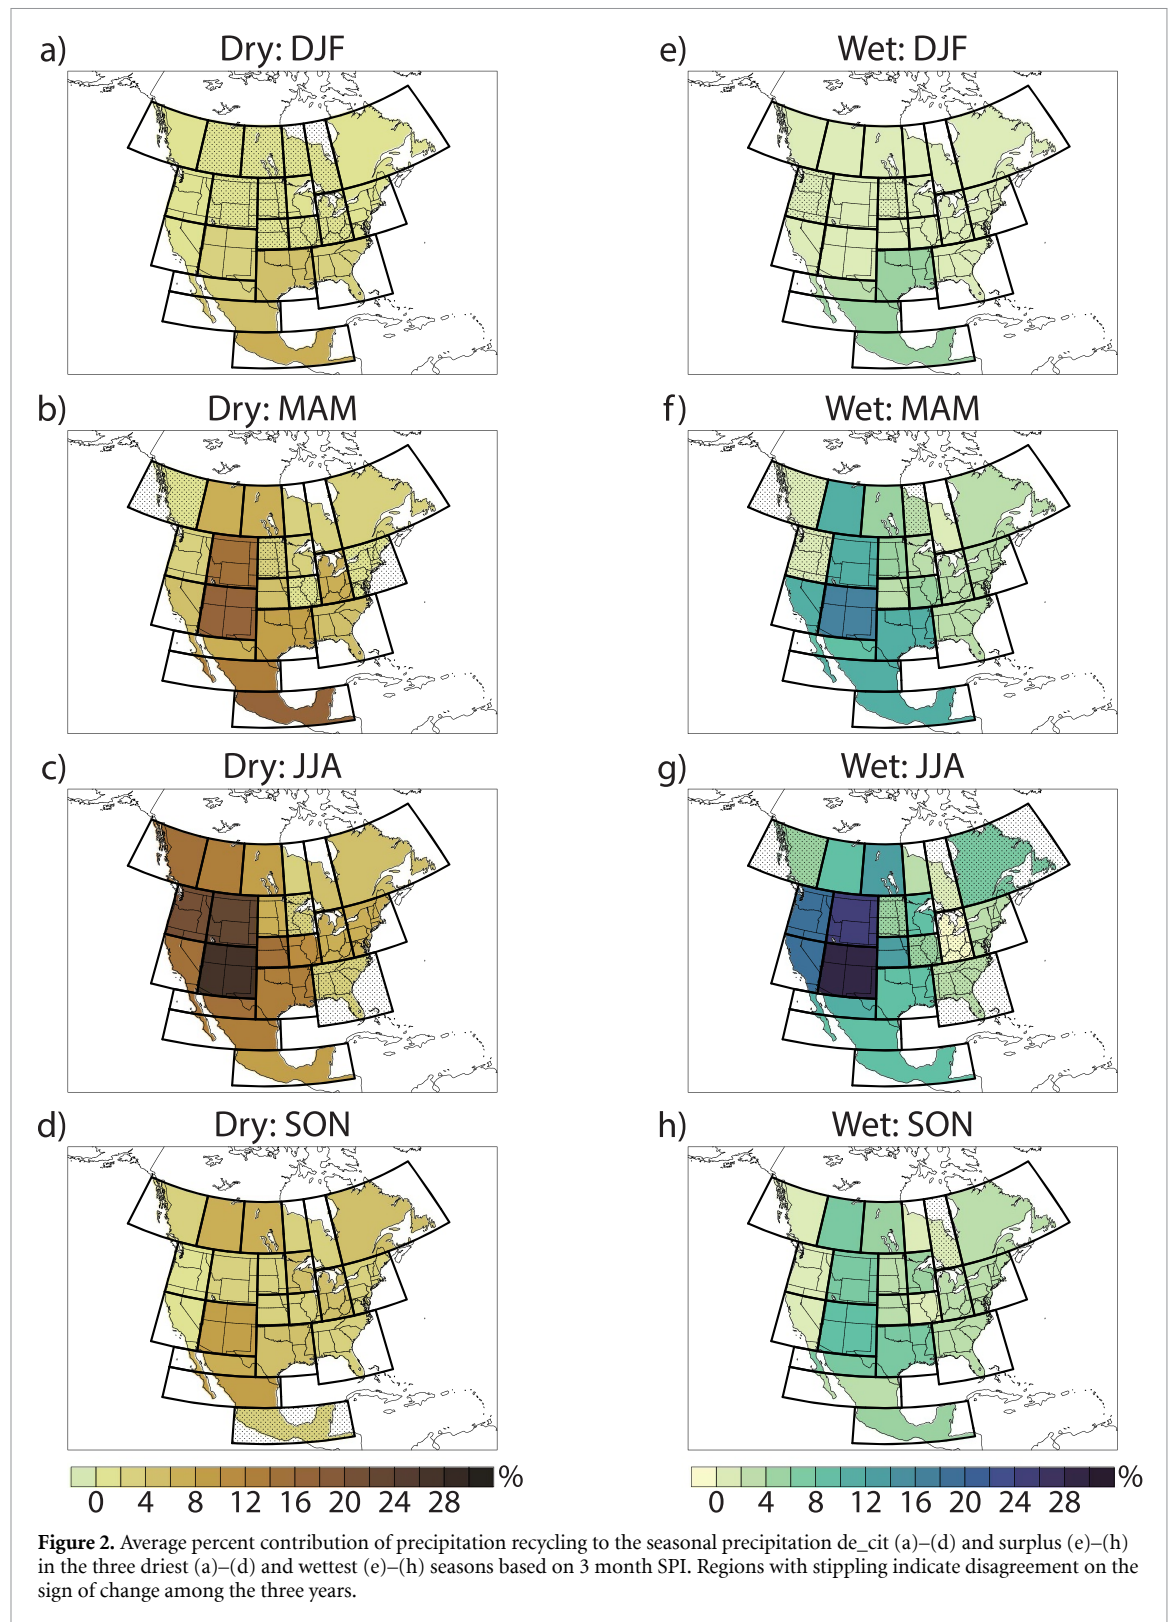 a) Dry: DJF
e) Wet: DJF
b) Dry: MAM
f) Wet: MAM
c) Dry: JJA
g) Wet: JJA
d) Dry: SON
h) Wet: SON
0 4 8 12 16 20 24 28 %
0 4 8 12 16 20 24 28 %
Figure 2. Average percent contribution of precipitation recycling to the seasonal precipitation de_cit (a)–(d) and surplus (e)–(h)
in the three driest (a)–(d) and wettest (e)–(h) seasons based on 3 month SPI. Regions with stippling indicate disagreement on the
sign of change among the three years.